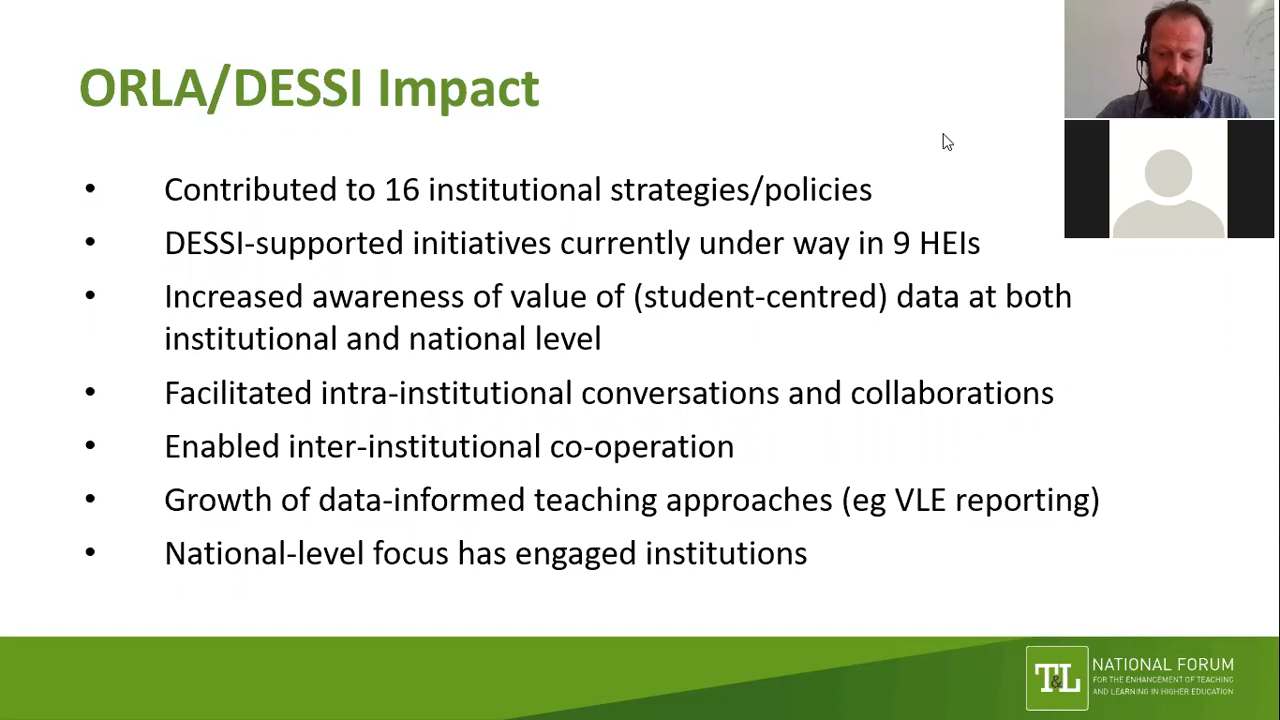 ORLA/DESSI Impact
• Contributed to 16 institutional strategies/policies
• DESSI-supported initiatives currently under way in 9 HEIs
• Increased awareness of value of (student-centred) data at both
institutional and national level
• Facilitated intra-institutional conversations and collaborations
• Enabled inter-institutional co-operation
• Growth of data-informed teaching approaches (eg VLE reporting)
• National-level focus has engaged institutions
T&L
NATIONAL FORUM
FOR THE ENHANCEMENT OF TEACHING
AND LEARNING IN HIGHER EDUCATION